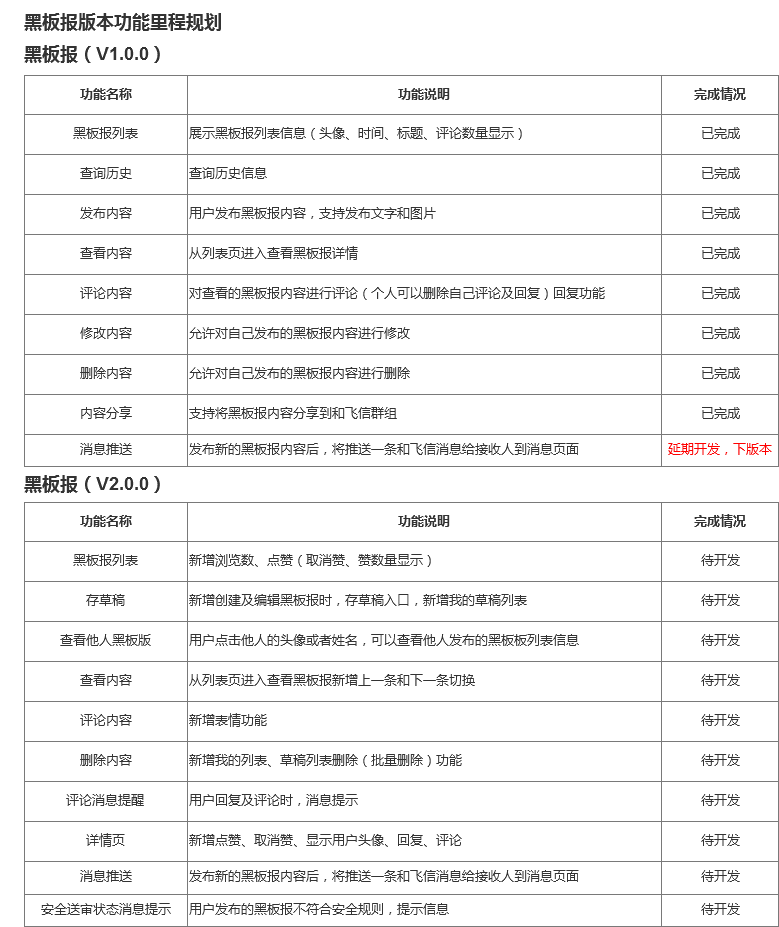 黑板报版本功能里程规划
黑板报（V1.0.0）
功能名称 功能说明 完成情况
黑板报列表 展示黑板报列表信息（头像、时间、标题、评论数量显示） 已完成
查询历史 查询历史信息 已完成
发布内容 用户发布黑板报内容，支持发布文字和图片 已完成
查看内容 从列表页进入查看黑板报详情 已完成
评论内容 对查看的黑板报内容进行评论（个人可以删除自己评论及回复）回复功能 已完成
修改内容 允许对自己发布的黑板报内容进行修改 已完成
删除内容 允许对自己发布的黑板报内容进行删除 已完成
内容分享 支持将黑板报内容分享到和飞信群组 已完成
消息推送 发布新的黑板报内容后，将推送一条和飞信消息给接收人到消息页面 延期开发，下版本
黑板报（V2.0.0）
功能名称 功能说明 完成情况
黑板报列表 新增浏览数、点赞（取消赞、赞数量显示） 待开发
存草稿 新增创建及编辑黑板报时，存草稿入口，新增我的草稿列表 待开发
查看他人黑板版 用户点击他人的头像或者姓名，可以查看他人发布的黑板板列表信息 待开发
查看内容 从列表页进入查看黑板报新增上一条和下一条切换 待开发
评论内容 新增表情功能 待开发
删除内容 新增我的列表、草稿列表删除（批量删除）功能 待开发
评论消息提醒 用户回复及评论时，消息提示 待开发
详情页 新增点赞、取消赞、显示用户头像、回复、评论 待开发
消息推送 发布新的黑板报内容后，将推送一条和飞信消息给接收人到消息页面 待开发
安全送审状态消息提示 用户发布的黑板报不符合安全规则，提示信息 待开发